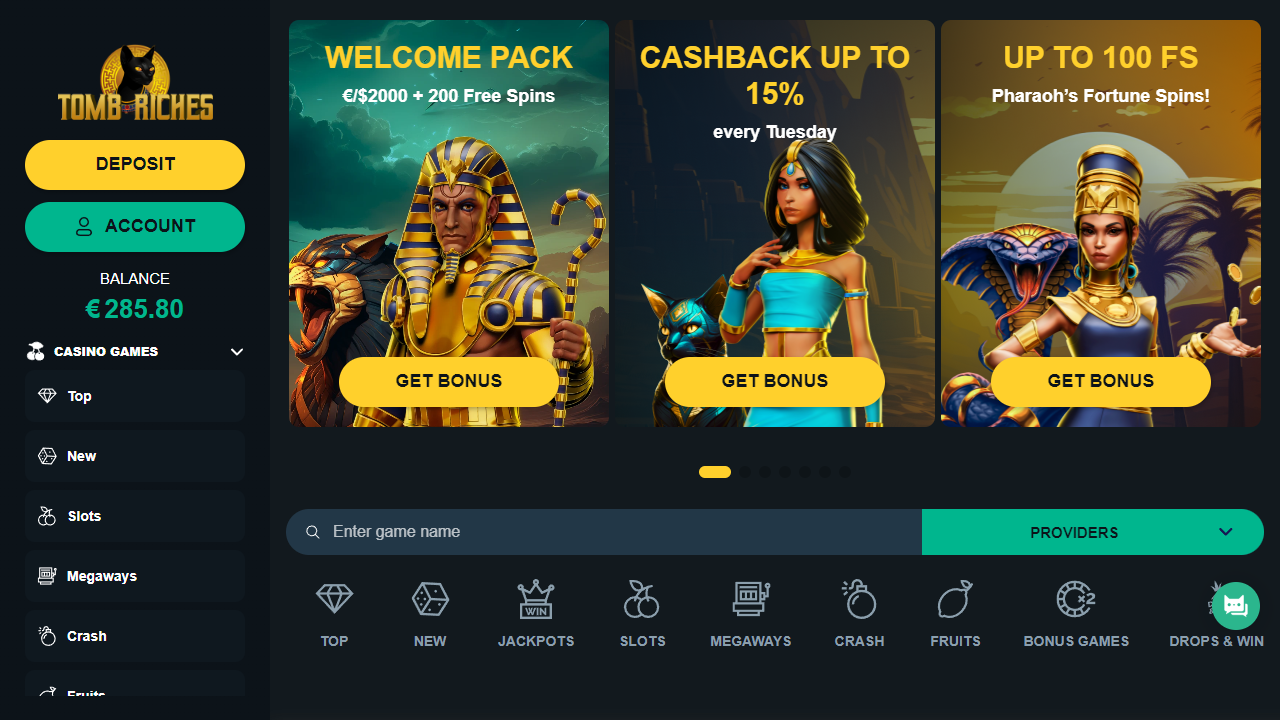 TOMB OF RICHES
DEPOSIT
ACCOUNT
BALANCE
€ 285.80
CASINO GAMES
Top
New
Slots
Megaways
Crash
Fruits
WELCOME PACK
€/$2000 + 200 Free Spins
GET BONUS
CASHBACK UP TO
15%
every Tuesday
GET BONUS
UP TO 100 FS
Pharaoh’s Fortune Spins!
GET BONUS
Enter game name
PROVIDERS
WIN
X2
TOP
NEW
JACKPOTS
SLOTS
MEGAWAYS
CRASH
FRUITS
BONUS GAMES
DROPS & WIN